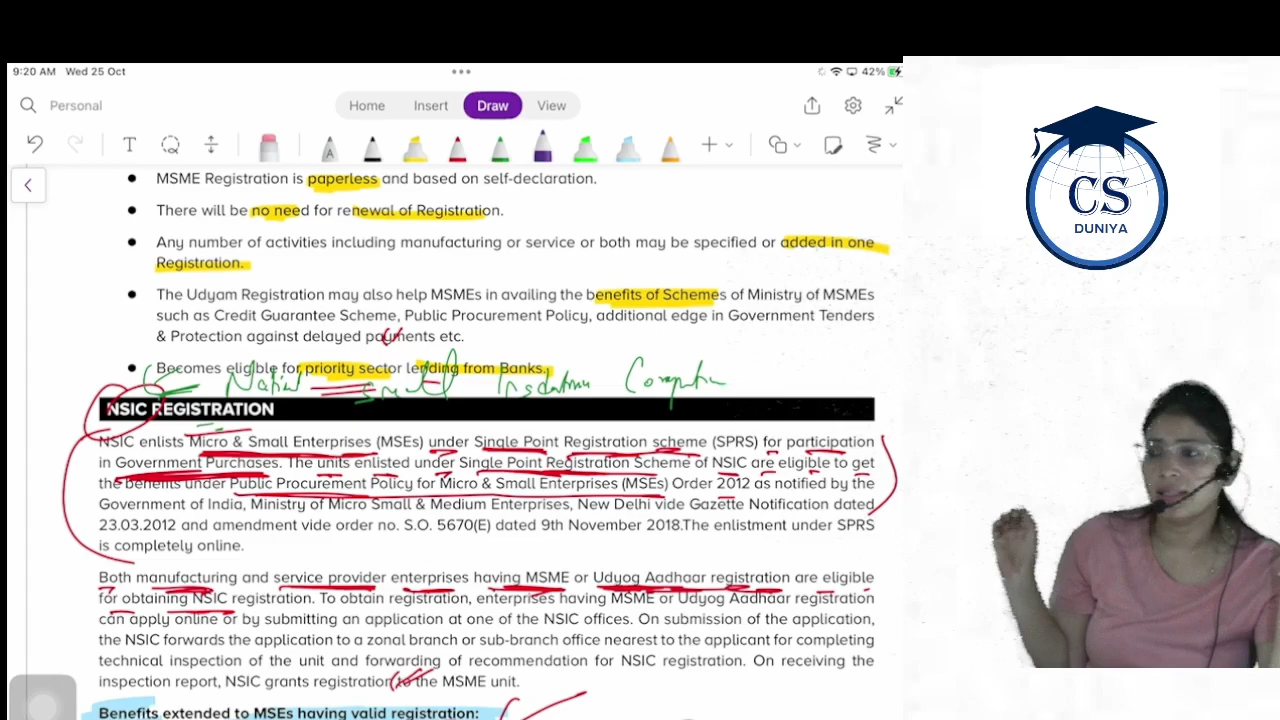 9:20 AM Wed 25 Oct
42%
Personal
Home Insert Draw View
CS
DUNIYA
• MSME Registration is paperless and based on self-declaration.
• There will be no need for renewal of Registration.
• Any number of activities including manufacturing or service or both may be specified or added in one
Registration.
• The Udyam Registration may also help MSMEs in availing the benefits of Schemes of Ministry of MSMEs
such as Credit Guarantee Scheme, Public Procurement Policy, additional edge in Government Tenders
& Protection against delayed payments etc.
• Becomes eligible for priority sector lending from Banks.
NSIC REGISTRATION
NSIC enlists Micro & Small Enterprises (MSEs) under Single Point Registration scheme (SPRS) for participation
in Government Purchases. The units enlisted under Single Point Registration Scheme of NSIC are eligible to get
the benefits under Public Procurement Policy for Micro & Small Enterprises (MSEs) Order 2012 as notified by the
Government of India, Ministry of Micro Small & Medium Enterprises, New Delhi vide Gazette Notification dated
23.03.2012 and amendment vide order no. S.O. 5670(E) dated 9th November 2018.The enlistment under SPRS
is completely online.
Both manufacturing and service provider enterprises having MSME or Udyog Aadhaar registration are eligible
for obtaining NSIC registration. To obtain registration, enterprises having MSME or Udyog Aadhaar registration
can apply online or by submitting an application at one of the NSIC offices. On submission of the application,
the NSIC forwards the application to a zonal branch or sub-branch office nearest to the applicant for completing
technical inspection of the unit and forwarding of recommendation for NSIC registration. On receiving the
inspection report, NSIC grants registration to the MSME unit.
Benefits extended to MSEs having valid registration: